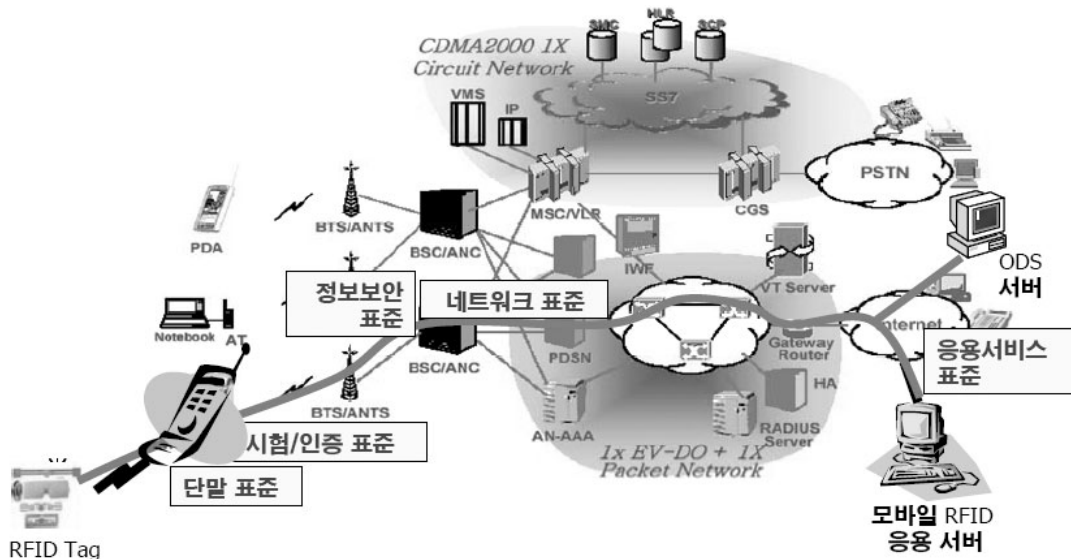 SMC
HLR
SCP
CDMA2000 1X
Circuit Network
SS7
VMS
IP
PSTN
MSC/VLR
CGS
PDA
BTS/ANTS
BSC/ANC
IWF
VT Server
ODS
서버
정보보안
표준
네트워크 표준
Internet
Notebook
AT
PDSN
Gateway
Router
응용서비스
표준
BSC/ANC
HA
BTS/ANTS
AN-AAA
RADIUS
Server
시험/인증 표준
1x EV-DO + 1X
Packet Network
단말 표준
모바일 RFID
응용 서버
RFID Tag